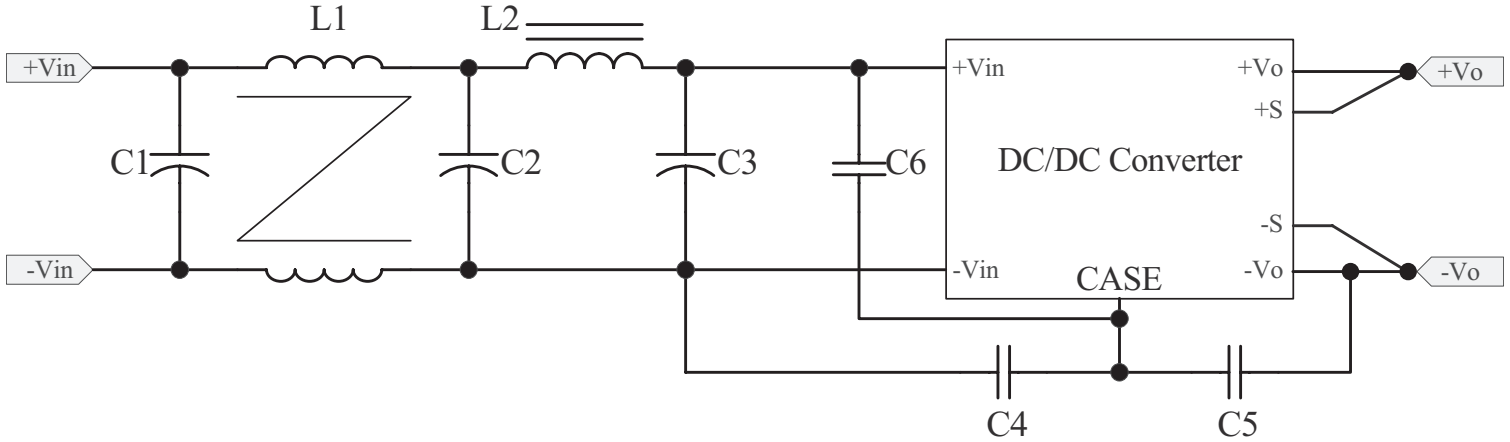 L1
L2
+Vin
+Vin
+Vo
+Vo
+S
C1
C2
C3
C6
DC/DC Converter
-S
-Vin
-Vin
-Vo
-Vo
CASE
C4
C5